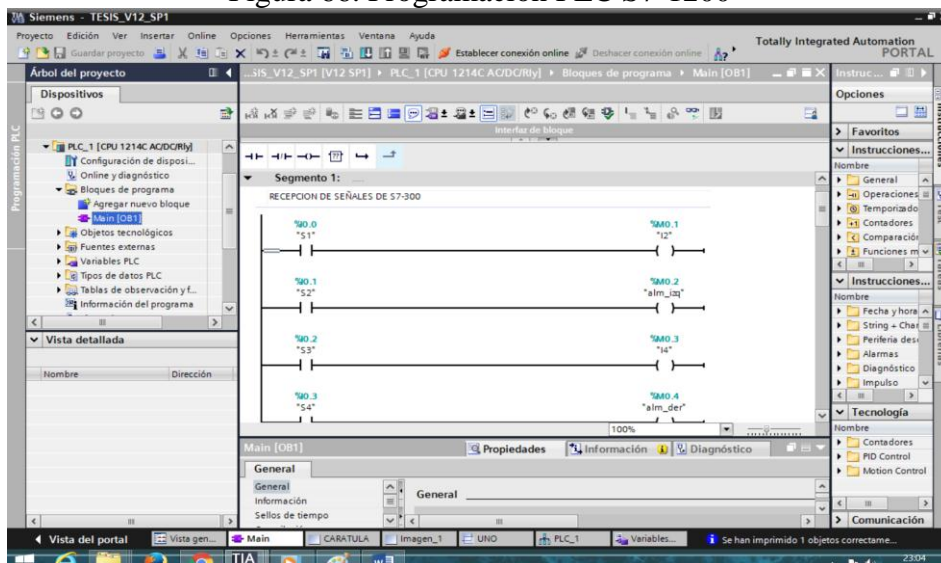 Figura 68. Programación PLC S7-1200
Siemens - TESIS_V12_SP1
Proyecto Edición Ver Insertar Online Opciones Herramientas Ventana Ayuda
Totally Integrated Automation
PORTAL
Guardar proyecto
Establecer conexión online
Deshacer conexión online
Árbol del proyecto
...SIS_V12_SP1 [V12 SP1] ▸ PLC_1 [CPU 1214C AC/DC/Rly] ▸ Bloques de programa ▸ Main [OB1]
Instruc...
Dispositivos
Opciones
Interfaz de bloque
Programación PLC
PLC_1 [CPU 1214C AC/DC/Rly]
Configuración de disposi...
Online y diagnóstico
Bloques de programa
Agregar nuevo bloque
Main [OB1]
Objetos tecnológicos
Fuentes externas
Variables PLC
Tipos de datos PLC
Tablas de observación y f...
Información del programa
Vista detallada
Nombre Dirección
Segmento 1: ...
RECEPCION DE SEÑALES DE S7-300
%I0.0 %M0.1
"S1" "I2"
%I0.1 %M0.2
"S2" "alm_izq"
%I0.2 %M0.3
"S3" "I4"
%I0.3 %M0.4
"S4" "alm_der"
100%
Favoritos
Instrucciones...
Nombre
General
Operaciones
Temporizado
Contadores
Comparación
Funciones m
Instrucciones...
Nombre
Fecha y hora
String + Char
Periferia des
Alarmas
Diagnóstico
Impulso
Tecnología
Nombre
Contadores
PID Control
Motion Control
Comunicación
Main [OB1]
Propiedades Información Diagnóstico
General
General
Información
Sellos de tiempo
General
Vista del portal Vista gen... Main CARATULA Imagen_1 UNO PLC_1 Variables... Se han imprimido 1 objetos correctame...
TIA
23:04